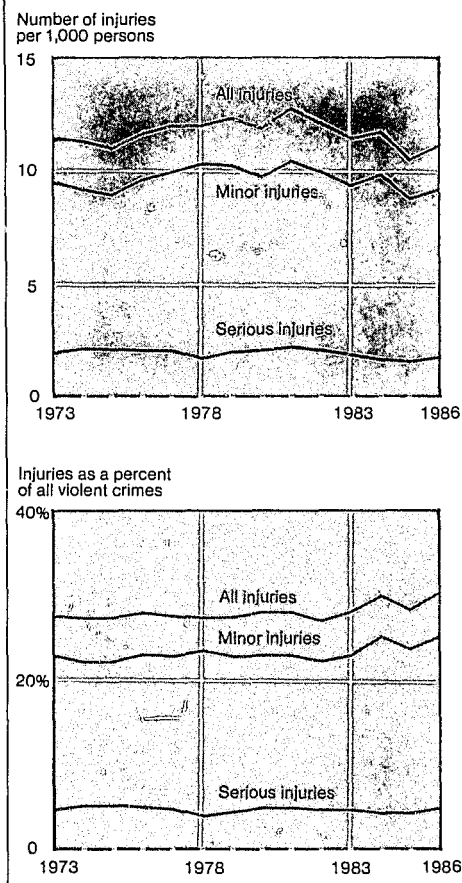 Number of injuries
per 1,000 persons
15
All injuries
10
Minor injuries
5
Serious injuries
0
1973 1978 1983 1986
Injuries as a percent
of all violent crimes
40%
All injuries
Minor injuries
20%
Serious injuries
0
1973 1978 1983 1986